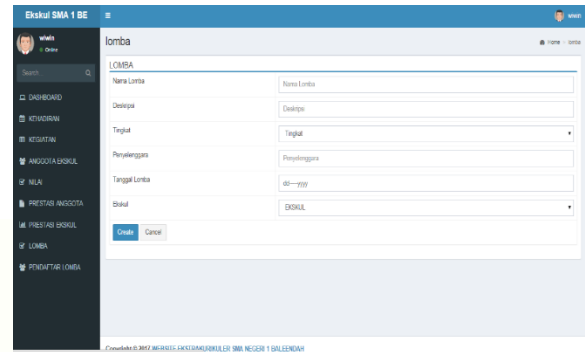 Ekskul SMA 1 BE
wiwin
wiwin
Online
lomba
Home > lomba
Search...
LOMBA
DASHBOARD
KEHADIRAN
KEGIATAN
ANGGOTA EKSKUL
NILAI
PRESTASI ANGGOTA
PRESTASI EKSKUL
LOMBA
PENDAFTAR LOMBA
Nama Lomba
Nama Lomba
Deskripsi
Deskripsi
Tingkat
Tingkat
Penyelenggara
Penyelenggara
Tanggal Lomba
dd----yyyy
Ekskul
EKSKUL
Create Cancel
Copyright © 2017 WEBSITE EKSTRAKURIKULER SMA NEGERI 1 BALEENDAH